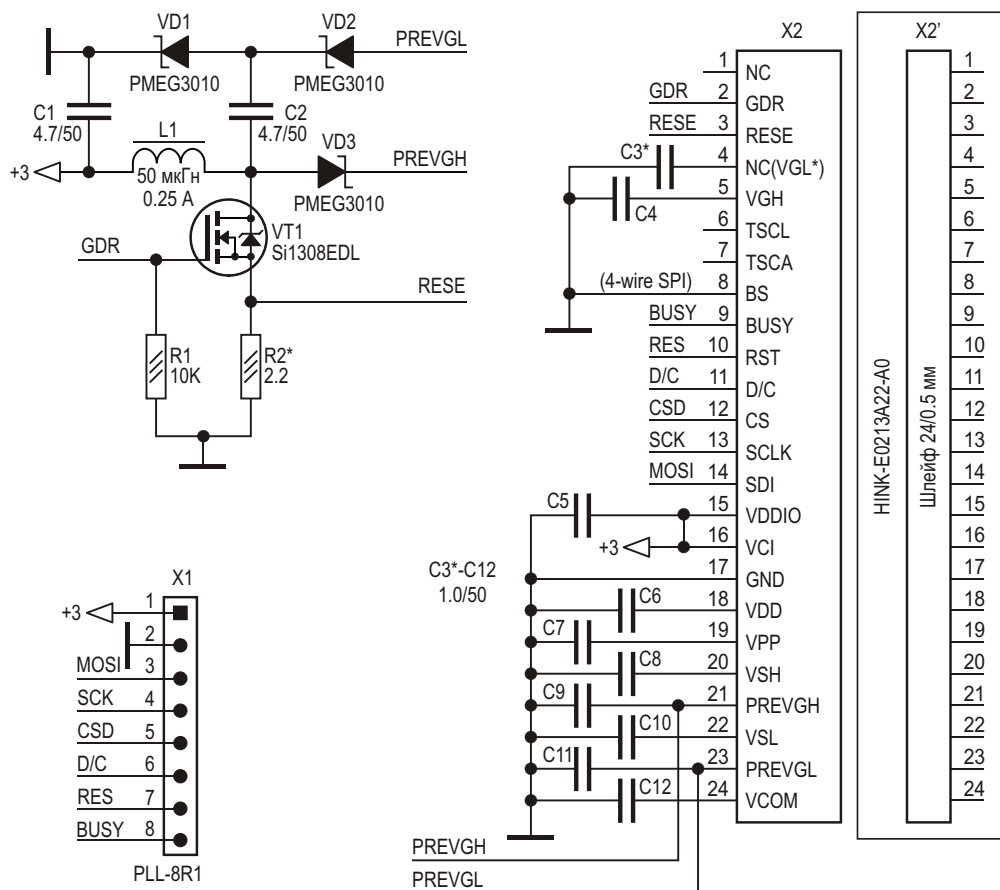 VD1
VD2
PREVGL
PMEG3010
PMEG3010
C1
4.7/50
C2
4.7/50
L1
+3
50 мкГн
0.25 А
VD3
PREVGH
PMEG3010
VT1
Si1308EDL
GDR
RESE
R1
10K
R2*
2.2
X1
+3
1
2
MOSI 3
SCK 4
CSD 5
D/C 6
RES 7
BUSY 8
PLL-8R1
X2
1 NC
GDR 2 GDR
RESE 3 RESE
C3* 4 NC(VGL*)
C4 5 VGH
6 TSCL
7 TSCA
(4-wire SPI) 8 BS
BUSY 9 BUSY
RES 10 RST
D/C 11 D/C
CSD 12 CS
SCK 13 SCLK
MOSI 14 SDI
C5 15 VDDIO
+3 16 VCI
17 GND
C3*-C12
1.0/50
C6 18 VDD
C7 19 VPP
C8 20 VSH
C9 21 PREVGH
C10 22 VSL
C11 23 PREVGL
C12 24 VCOM
PREVGH
PREVGL
X2'
HINK-E0213A22-A0
Шлейф 24/0.5 мм
1
2
3
4
5
6
7
8
9
10
11
12
13
14
15
16
17
18
19
20
21
22
23
24